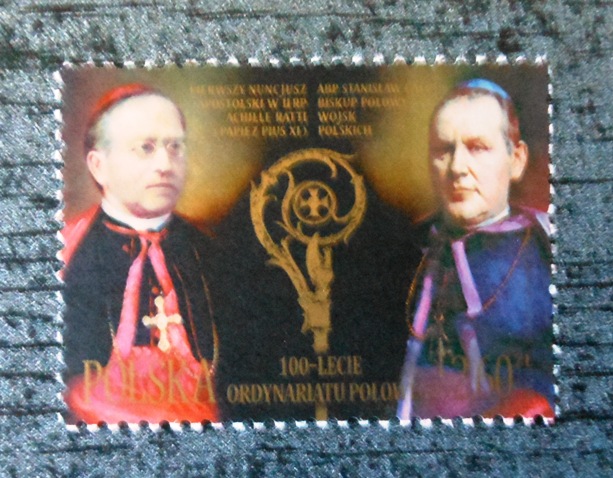 PIERWSZY NUNCJUSZ
APOSTOLSKI W II RP
ACHILLE RATTI
(PAPIEŻ PIUS XI)
ABP STANISŁAW
BISKUP POLOWY
WOJSK
POLSKICH
100-LECIE
ORDYNARIATU POLOW
POLSKA